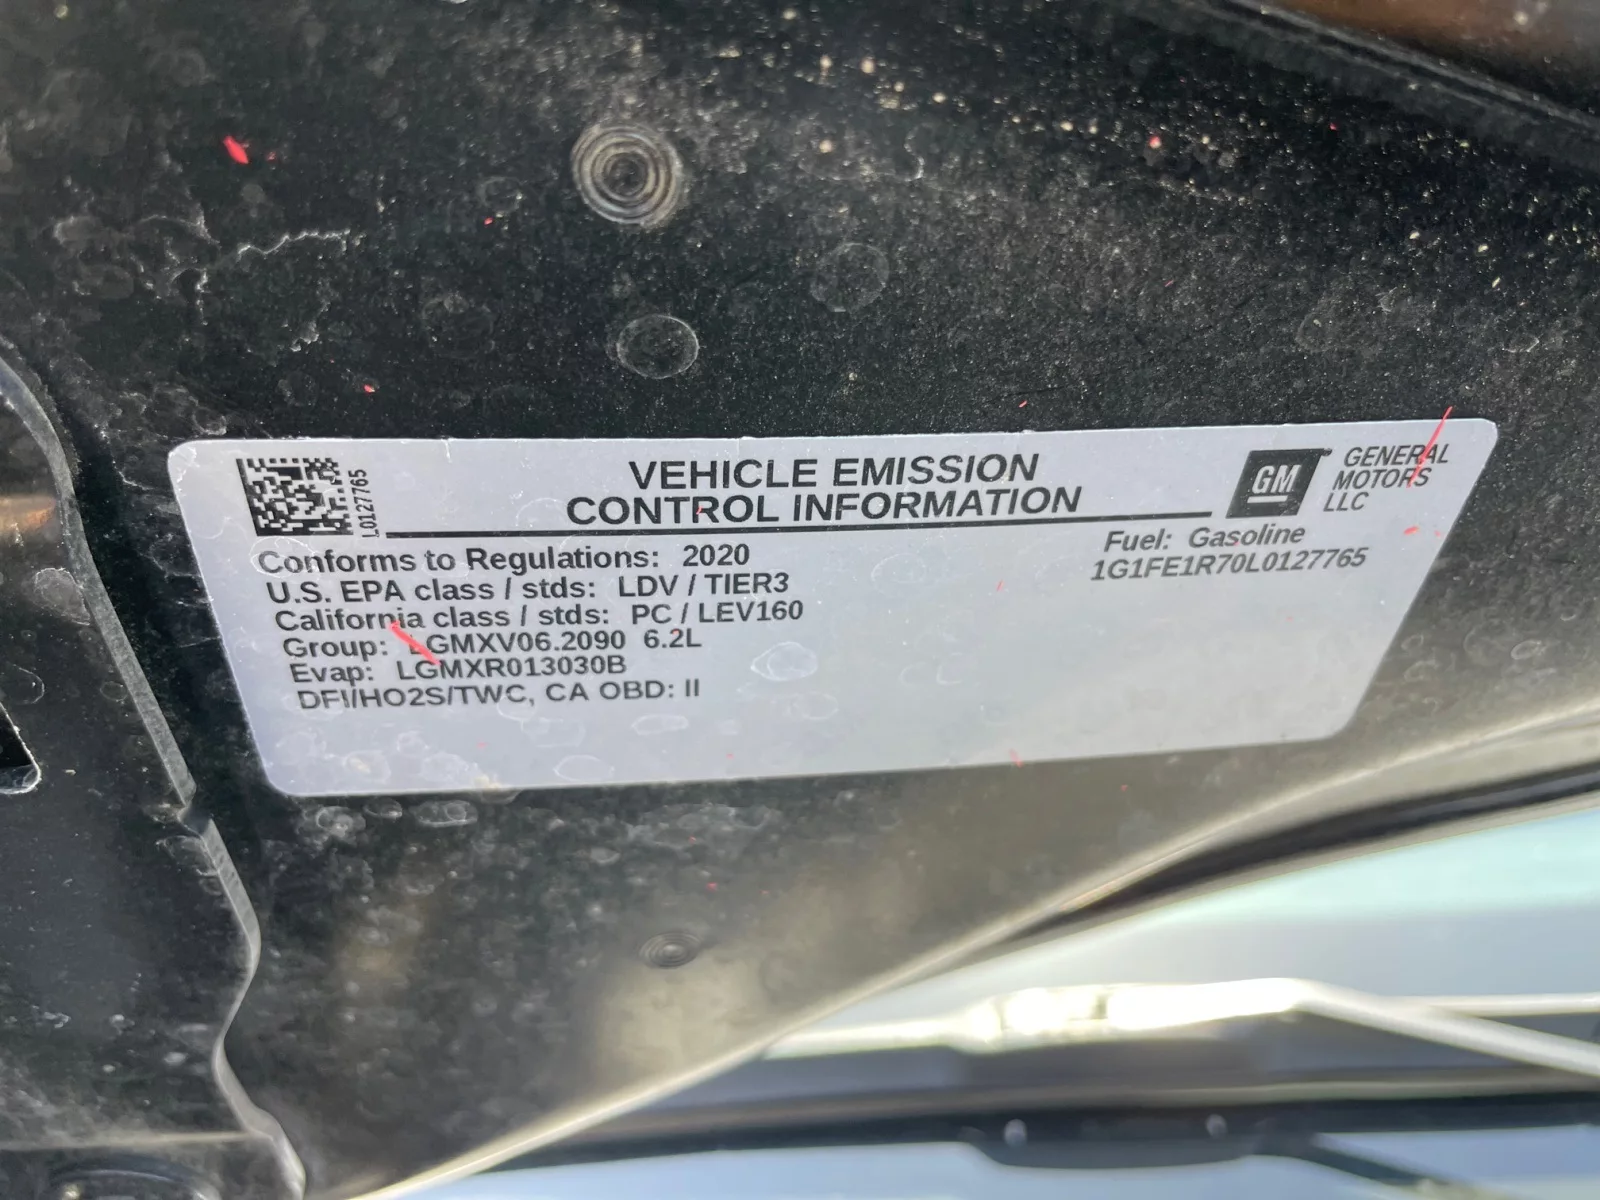 L0127765
VEHICLE EMISSION
CONTROL INFORMATION
GM
GENERAL
MOTORS
LLC
Conforms to Regulations: 2020
U.S. EPA class / stds: LDV / TIER3
California class / stds: PC / LEV160
Group: LGMXV06.2090 6.2L
Evap: LGMXR013030B
DFI/HO2S/TWC, CA OBD: II
Fuel: Gasoline
1G1FE1R70L0127765